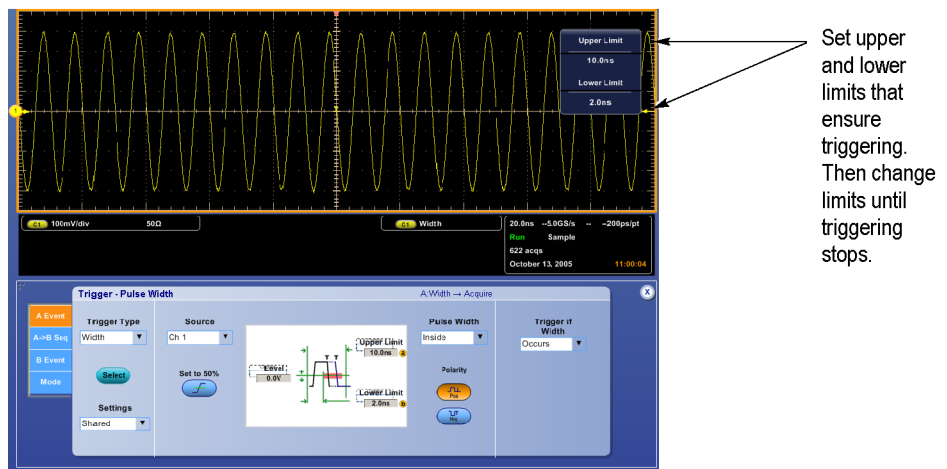 Upper Limit
10.0ns
Lower Limit
2.0ns
Set upper
and lower
limits that
ensure
triggering.
Then change
limits until
triggering
stops.
1
C1 100mV/div 50Ω
C1 Width
20.0ns --5.0GS/s -- --200ps/pt
Run Sample
622 acqs
October 13, 2005 11:00:04
Trigger - Pulse Width
A:Width → Acquire
X
A Event
A->B Seq
B Event
Mode
Trigger Type
Width
Select
Settings
Shared
Source
Ch 1
Set to 50%
Level
0.0V
T T
Upper Limit
10.0ns a
Lower Limit
2.0ns b
Pulse Width
Inside
Polarity
Pos
Neg
Trigger if
Width
Occurs